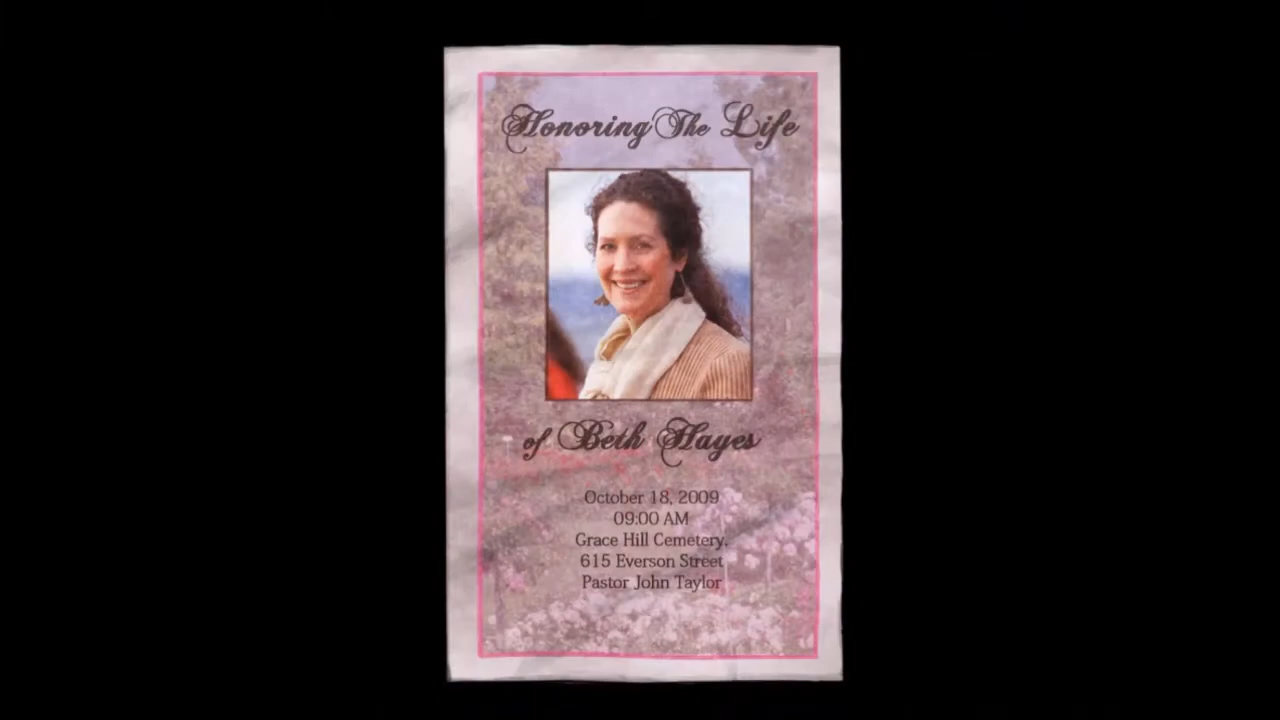 Honoring The Life
of Beth Hayes
October 18, 2009
09:00 AM
Grace Hill Cemetery,
615 Everson Street
Pastor John Taylor